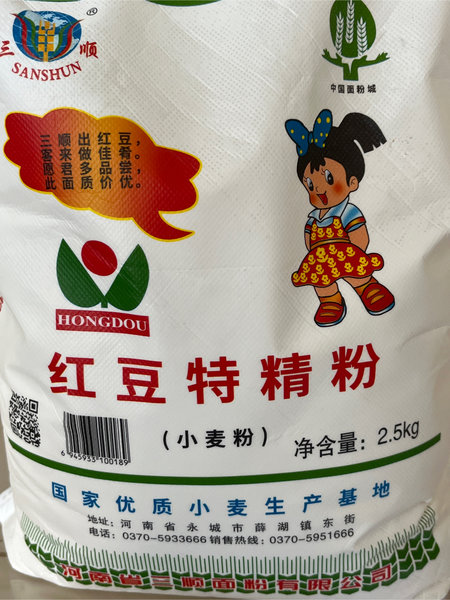 三 顺 ®
SANSHUN
中国面粉城
三顺出红豆，
客来做佳肴。
愿君多品尝，
此面质价优。
HONGDOU
红豆特精粉
（小麦粉）
净含量：2.5kg
6 945933 100189
国家优质小麦生产基地
地址：河南省永城市薛湖镇东街
电话：0370-5933666 销售热线：0370-5951666
河南省三顺面粉有限公司